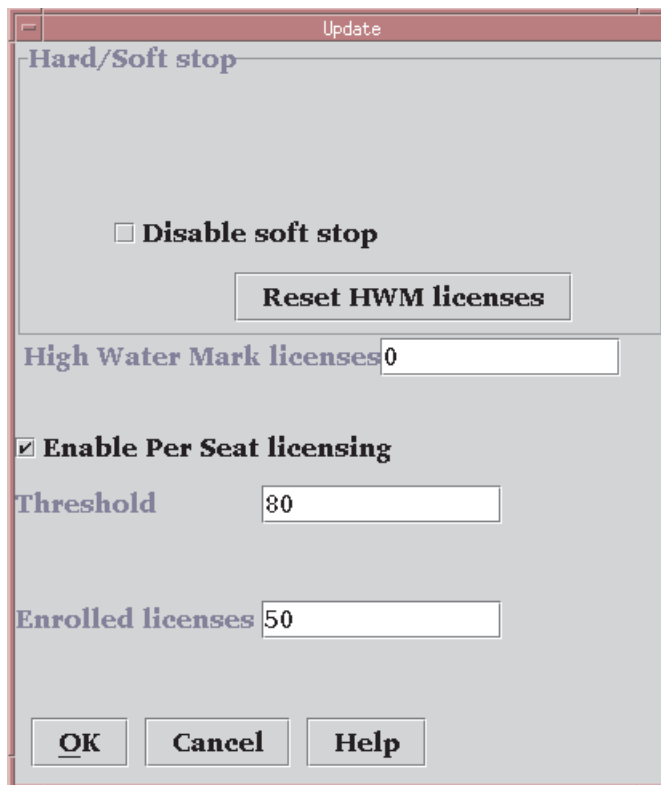 Update
Hard/Soft stop
Disable soft stop
Reset HWM licenses
High Water Mark licenses 0
Enable Per Seat licensing
Threshold 80
Enrolled licenses 50
OK Cancel Help